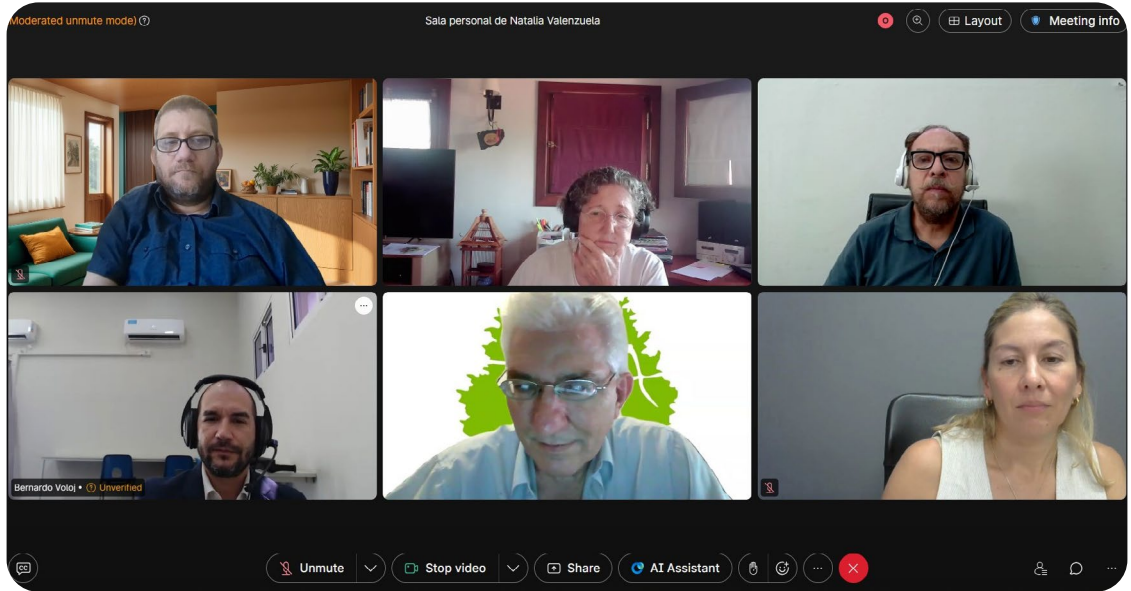 Moderated unmute mode)
Sala personal de Natalia Valenzuela
Layout
Meeting info
Bernardo Voloj • Unverified
CC
Unmute
Stop video
Share
AI Assistant